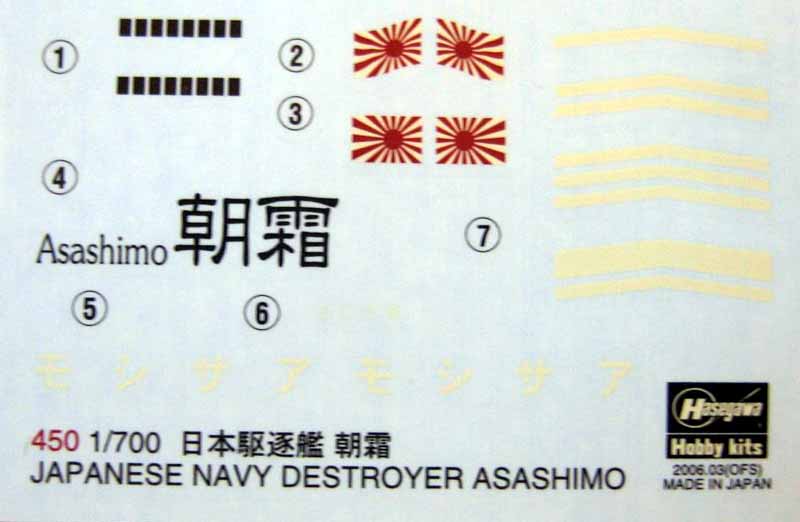 1
2
3
4
Asashimo 朝霜
7
5
6
モシサア モシサア
450 1/700 日本駆逐艦 朝霜
JAPANESE NAVY DESTROYER ASASHIMO
Hasegawa
Hobby kits
2006.03(OFS)
MADE IN JAPAN